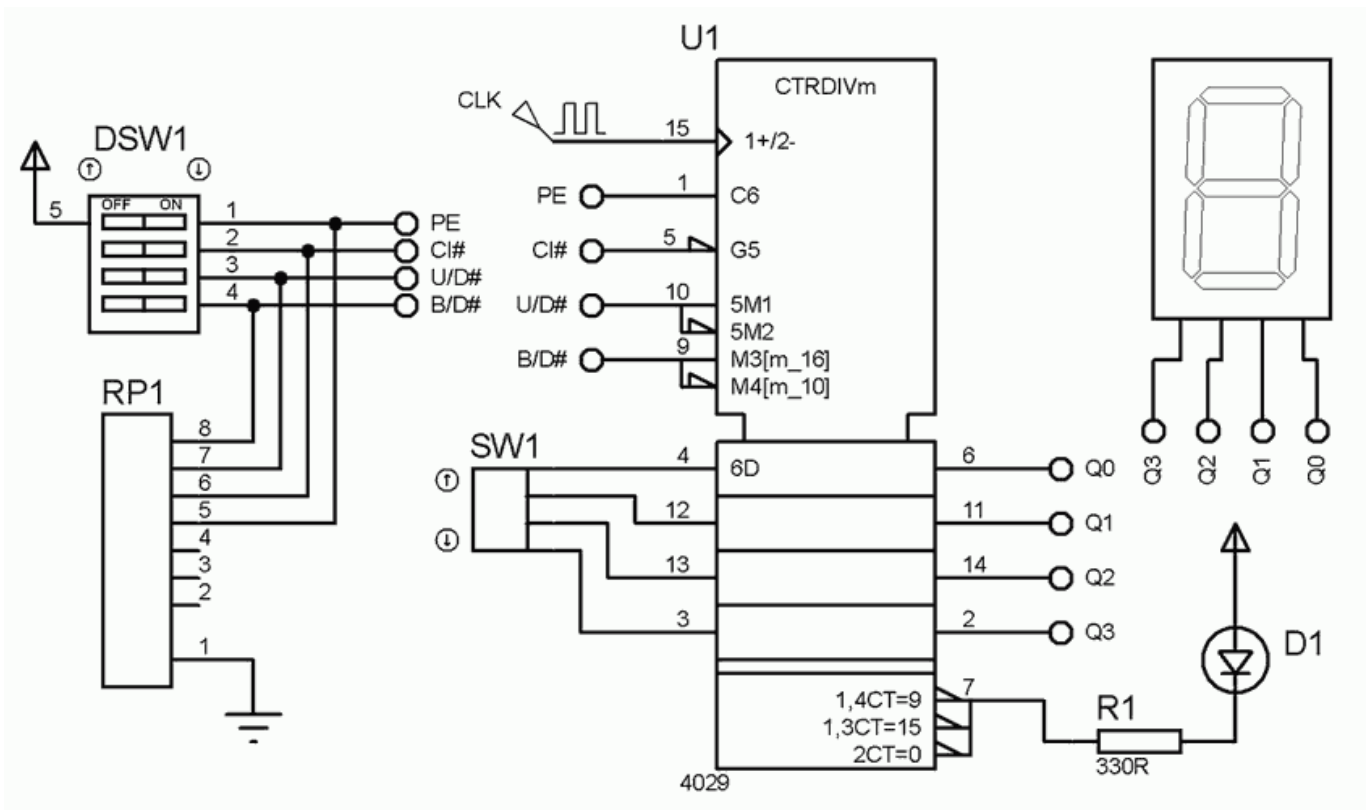 U1
CTRDIVm
CLK
15
1+/2-
DSW1
OFF ON
5
1
PE
2
CI#
3
U/D#
4
B/D#
PE
1
C6
CI#
5
G5
U/D#
10
5M1
5M2
B/D#
9
M3[m_16]
M4[m_10]
Q3
Q2
Q1
Q0
RP1
8
7
6
5
4
3
2
1
SW1
4
6D
6
Q0
12
11
Q1
13
14
Q2
3
2
Q3
1,4CT=9
7
1,3CT=15
2CT=0
4029
R1
330R
D1